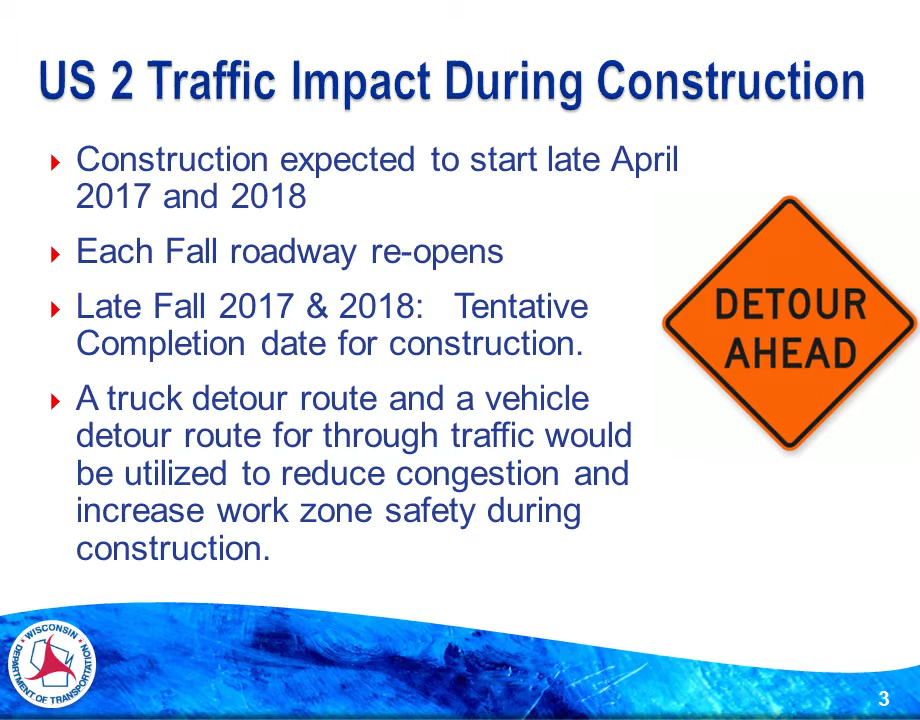 US 2 Traffic Impact During Construction
Construction expected to start late April
2017 and 2018
Each Fall roadway re-opens
Late Fall 2017 & 2018: Tentative
Completion date for construction.
A truck detour route and a vehicle
detour route for through traffic would
be utilized to reduce congestion and
increase work zone safety during
construction.
DETOUR
AHEAD
WISCONSIN
DEPARTMENT OF TRANSPORTATION
3